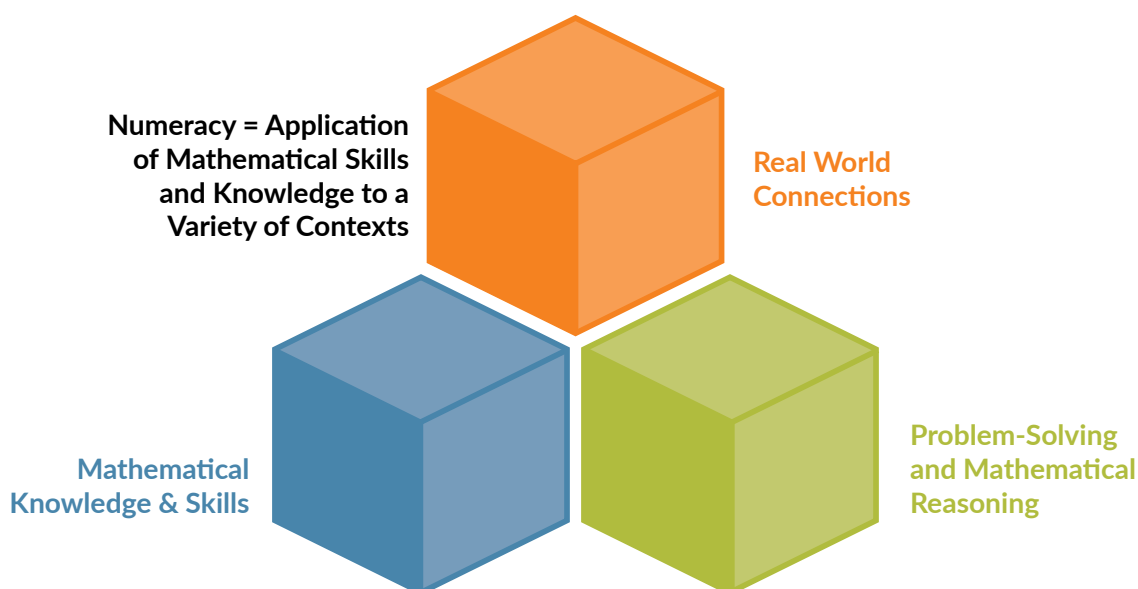 Numeracy = Application
of Mathematical Skills
and Knowledge to a
Variety of Contexts
Real World
Connections
Mathematical
Knowledge & Skills
Problem-Solving
and Mathematical
Reasoning